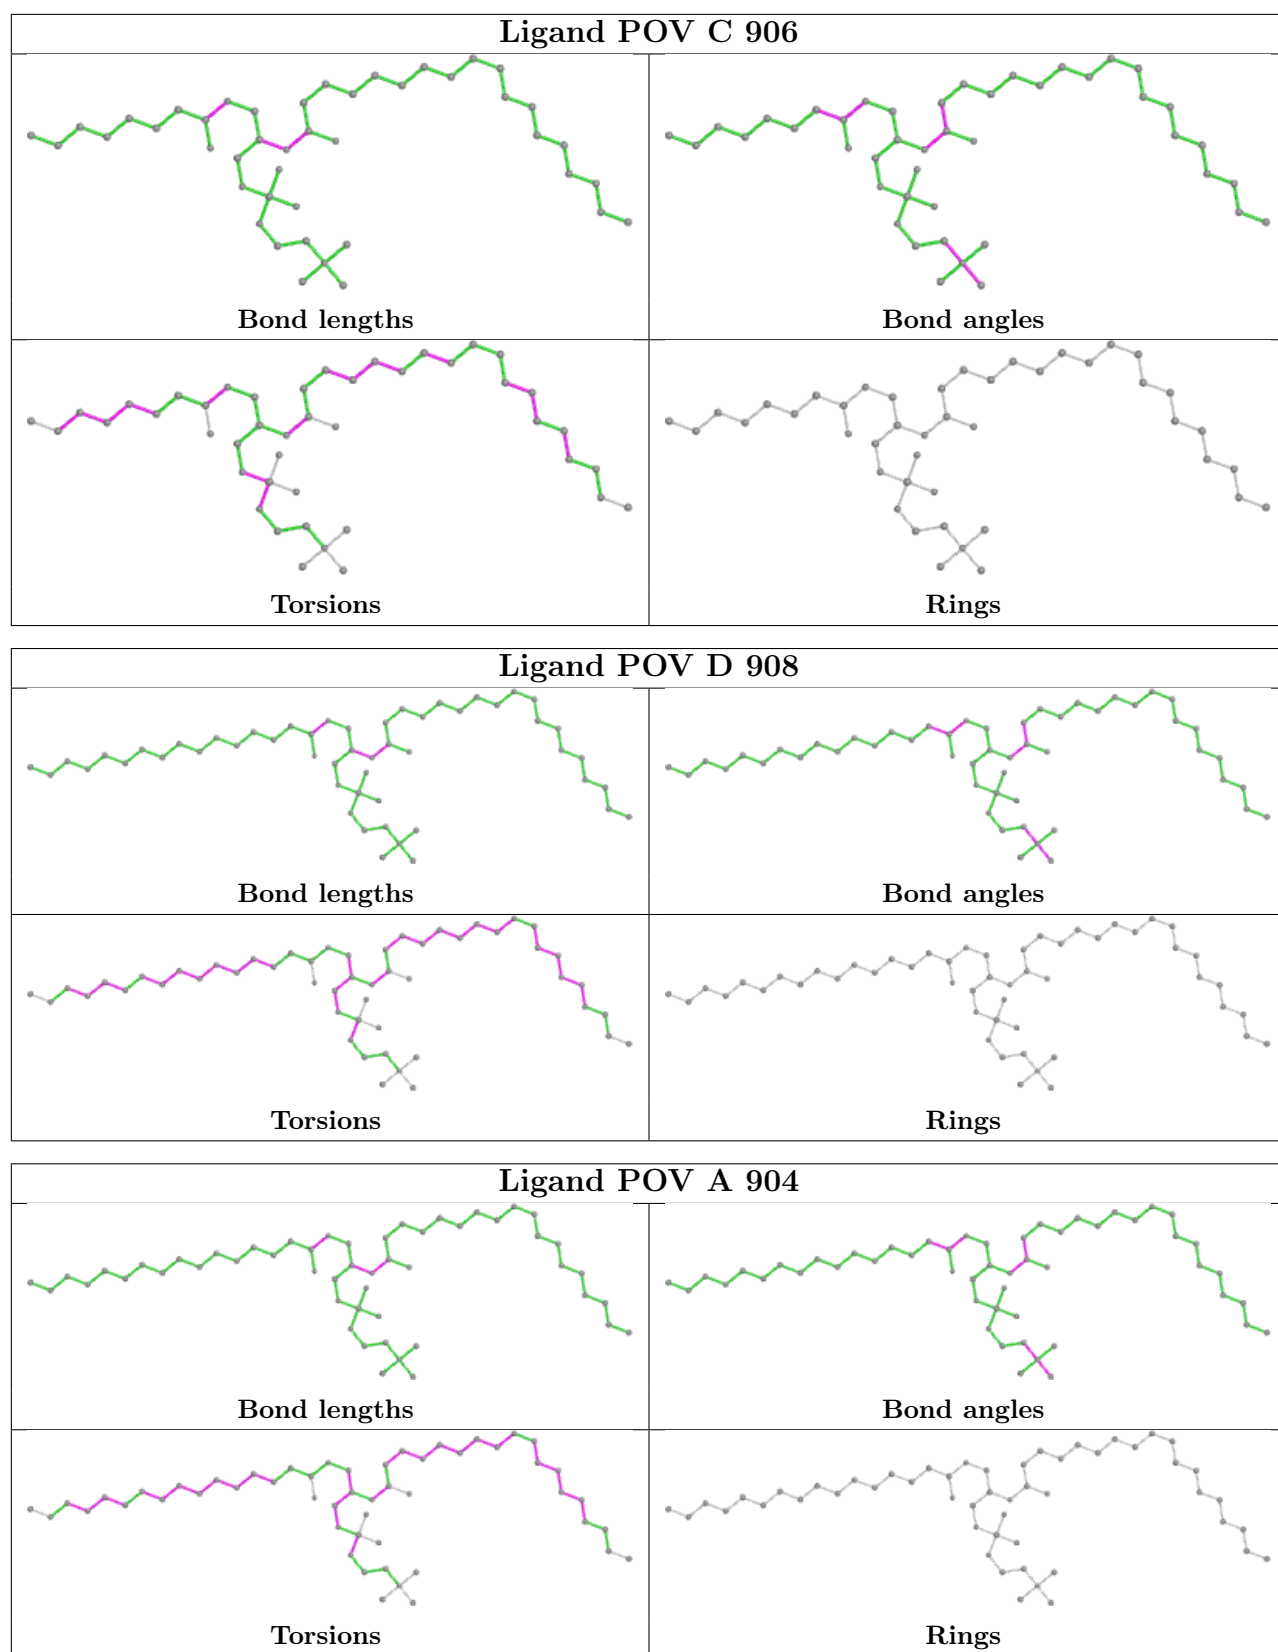 Ligand POV C 906
Bond lengths
Bond angles
Torsions
Rings
Ligand POV D 908
Bond lengths
Bond angles
Torsions
Rings
Ligand POV A 904
Bond lengths
Bond angles
Torsions
Rings